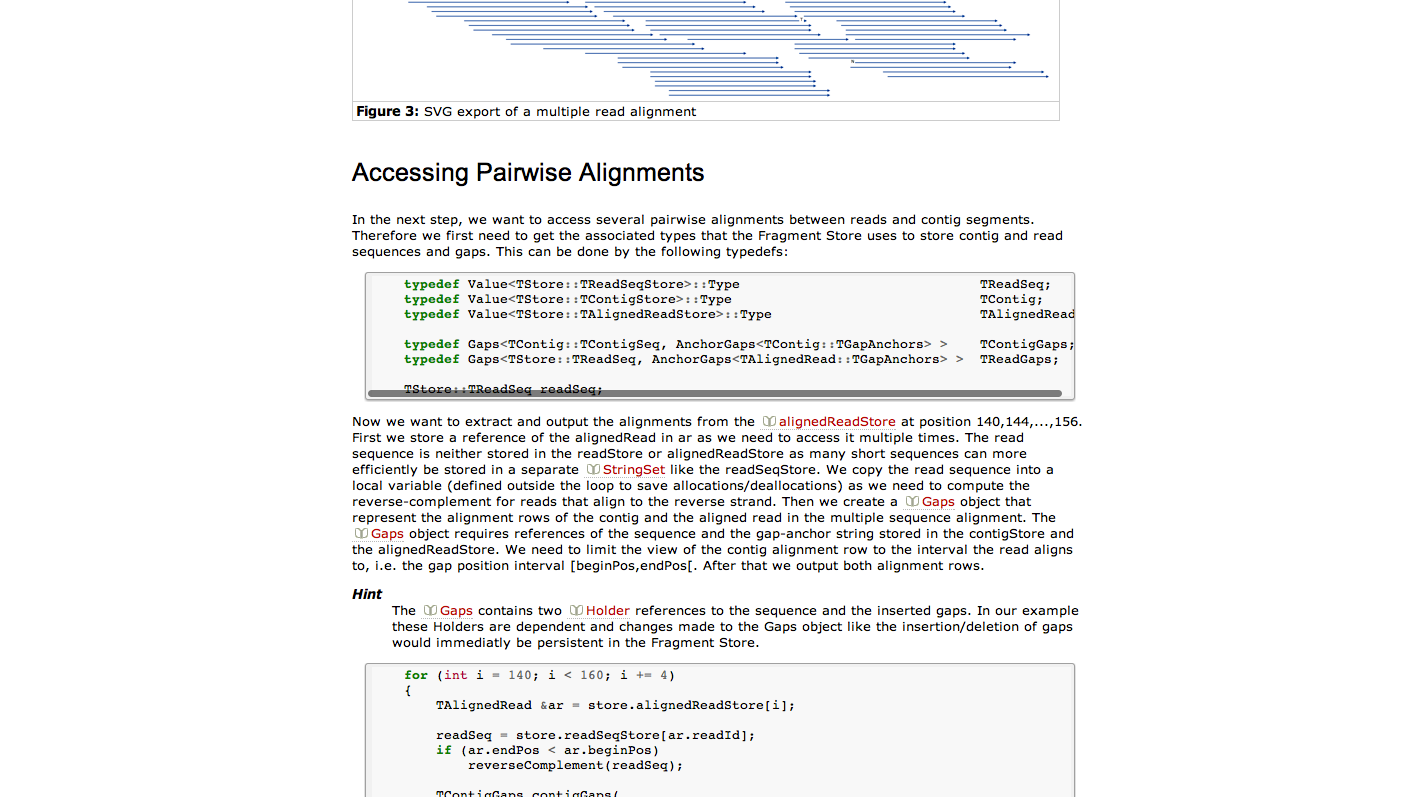 Figure 3: SVG export of a multiple read alignment
Accessing Pairwise Alignments
In the next step, we want to access several pairwise alignments between reads and contig segments.
Therefore we first need to get the associated types that the Fragment Store uses to store contig and read
sequences and gaps. This can be done by the following typedefs:
typedef Value<TStore::TReadSeqStore>::Type TReadSeq;
typedef Value<TStore::TContigStore>::Type TContig;
typedef Value<TStore::TAlignedReadStore>::Type TAlignedRead
typedef Gaps<TContig::TContigSeq, AnchorGaps<TContig::TGapAnchors> > TContigGaps;
typedef Gaps<TStore::TReadSeq, AnchorGaps<TAlignedRead::TGapAnchors> > TReadGaps;
TStore::TReadSeq readSeq;
Now we want to extract and output the alignments from the alignedReadStore at position 140,144,...,156.
First we store a reference of the alignedRead in ar as we need to access it multiple times. The read
sequence is neither stored in the readStore or alignedReadStore as many short sequences can more
efficiently be stored in a separate StringSet like the readSeqStore. We copy the read sequence into a
local variable (defined outside the loop to save allocations/deallocations) as we need to compute the
reverse-complement for reads that align to the reverse strand. Then we create a Gaps object that
represent the alignment rows of the contig and the aligned read in the multiple sequence alignment. The
Gaps object requires references of the sequence and the gap-anchor string stored in the contigStore and
the alignedReadStore. We need to limit the view of the contig alignment row to the interval the read aligns
to, i.e. the gap position interval [beginPos,endPos[. After that we output both alignment rows.
Hint
The Gaps contains two Holder references to the sequence and the inserted gaps. In our example
these Holders are dependent and changes made to the Gaps object like the insertion/deletion of gaps
would immediatly be persistent in the Fragment Store.
for (int i = 140; i < 160; i += 4)
{
TAlignedRead &ar = store.alignedReadStore[i];
readSeq = store.readSeqStore[ar.readId];
if (ar.endPos < ar.beginPos)
reverseComplement(readSeq);
TContigGaps contigGaps(